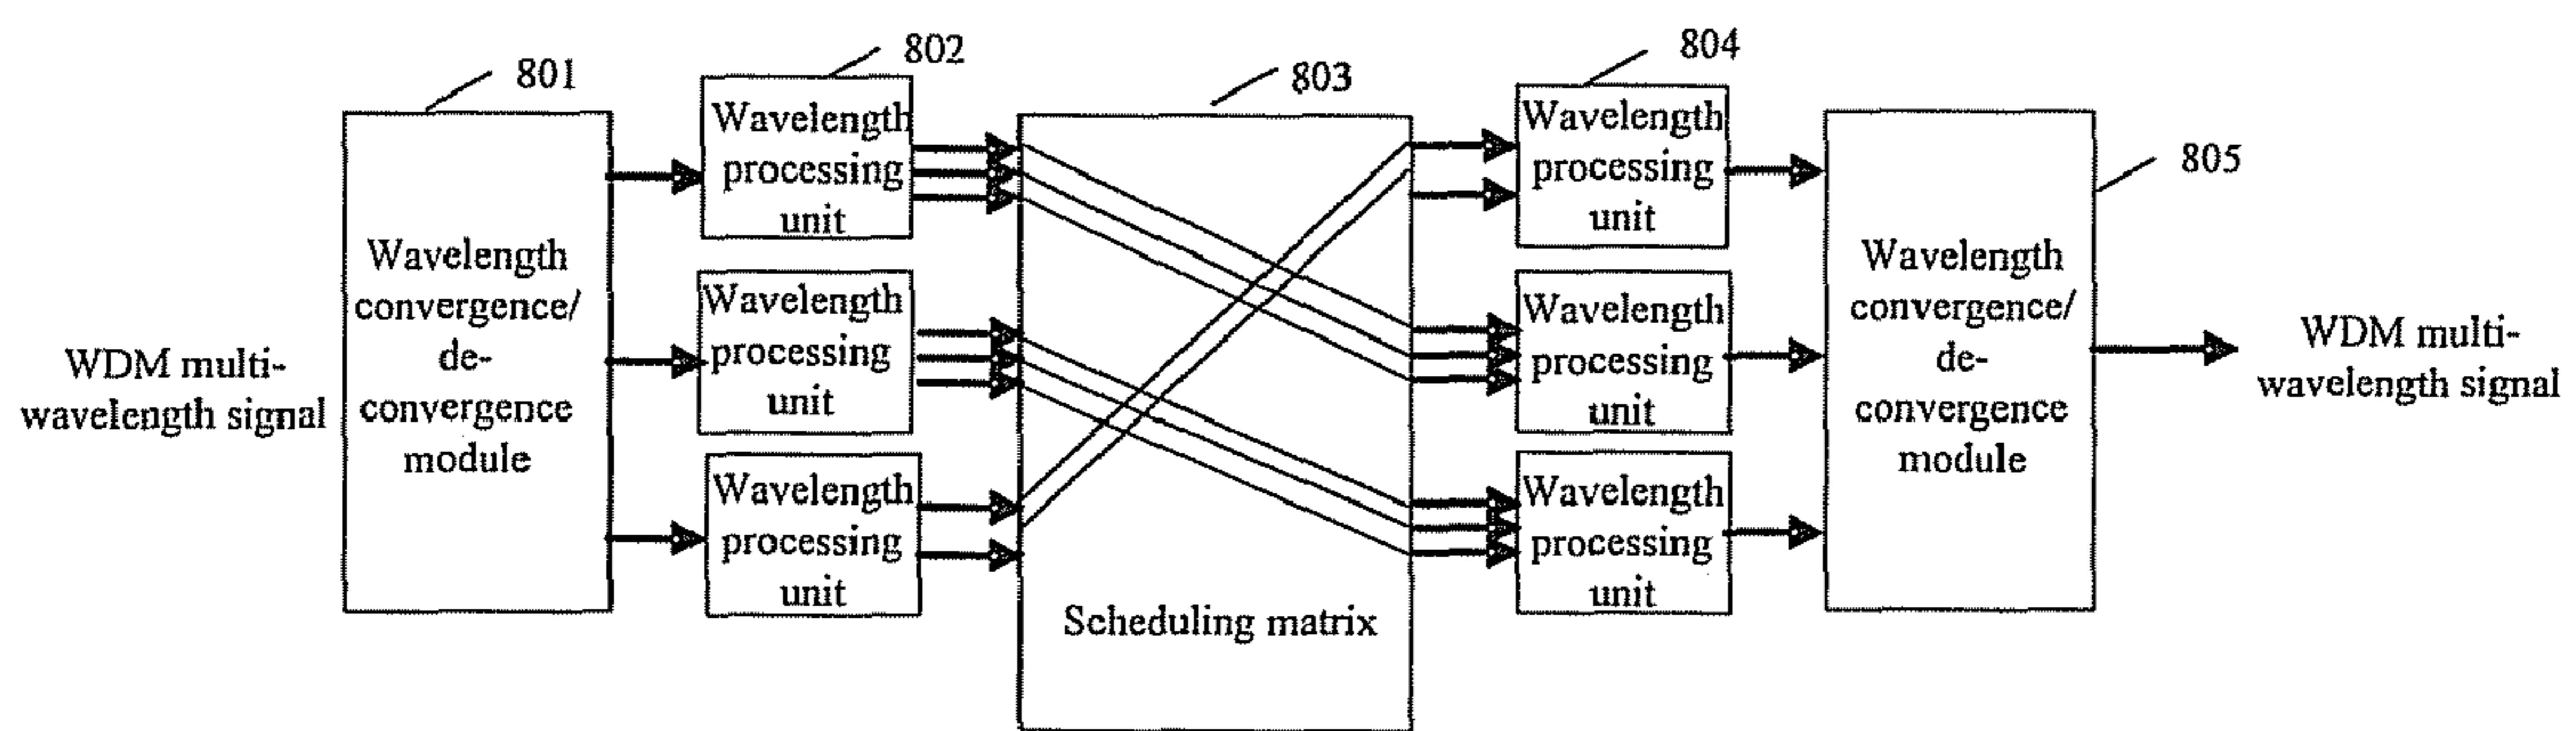 801
802
803
804
805
WDM multi-
wavelength signal
Wavelength
convergence/
de-
convergence
module
Wavelength
processing
unit
Wavelength
processing
unit
Wavelength
processing
unit
Scheduling matrix
Wavelength
processing
unit
Wavelength
processing
unit
Wavelength
processing
unit
Wavelength
convergence/
de-
convergence
module
WDM multi-
wavelength signal